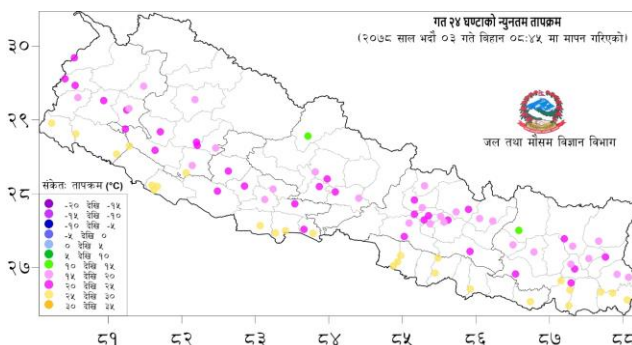 गत २४ घण्टाको न्युनतम तापक्रम
(२०७८ साल भदौ ०३ गते बिहान ०८:४५ मा मापन गरिएको)
जल तथा मौसम विज्ञान विभाग
३०
२९
२८
२७
संकेतः तापक्रम (°C)
-२० देखि -१५
-१५ देखि -१०
-१० देखि -५
-५ देखि ०
० देखि ५
५ देखि १०
१० देखि १५
१५ देखि २०
२० देखि २५
२५ देखि ३०
३० देखि ३५
८१ ८२ ८३ ८४ ८५ ८६ ८७ ८८